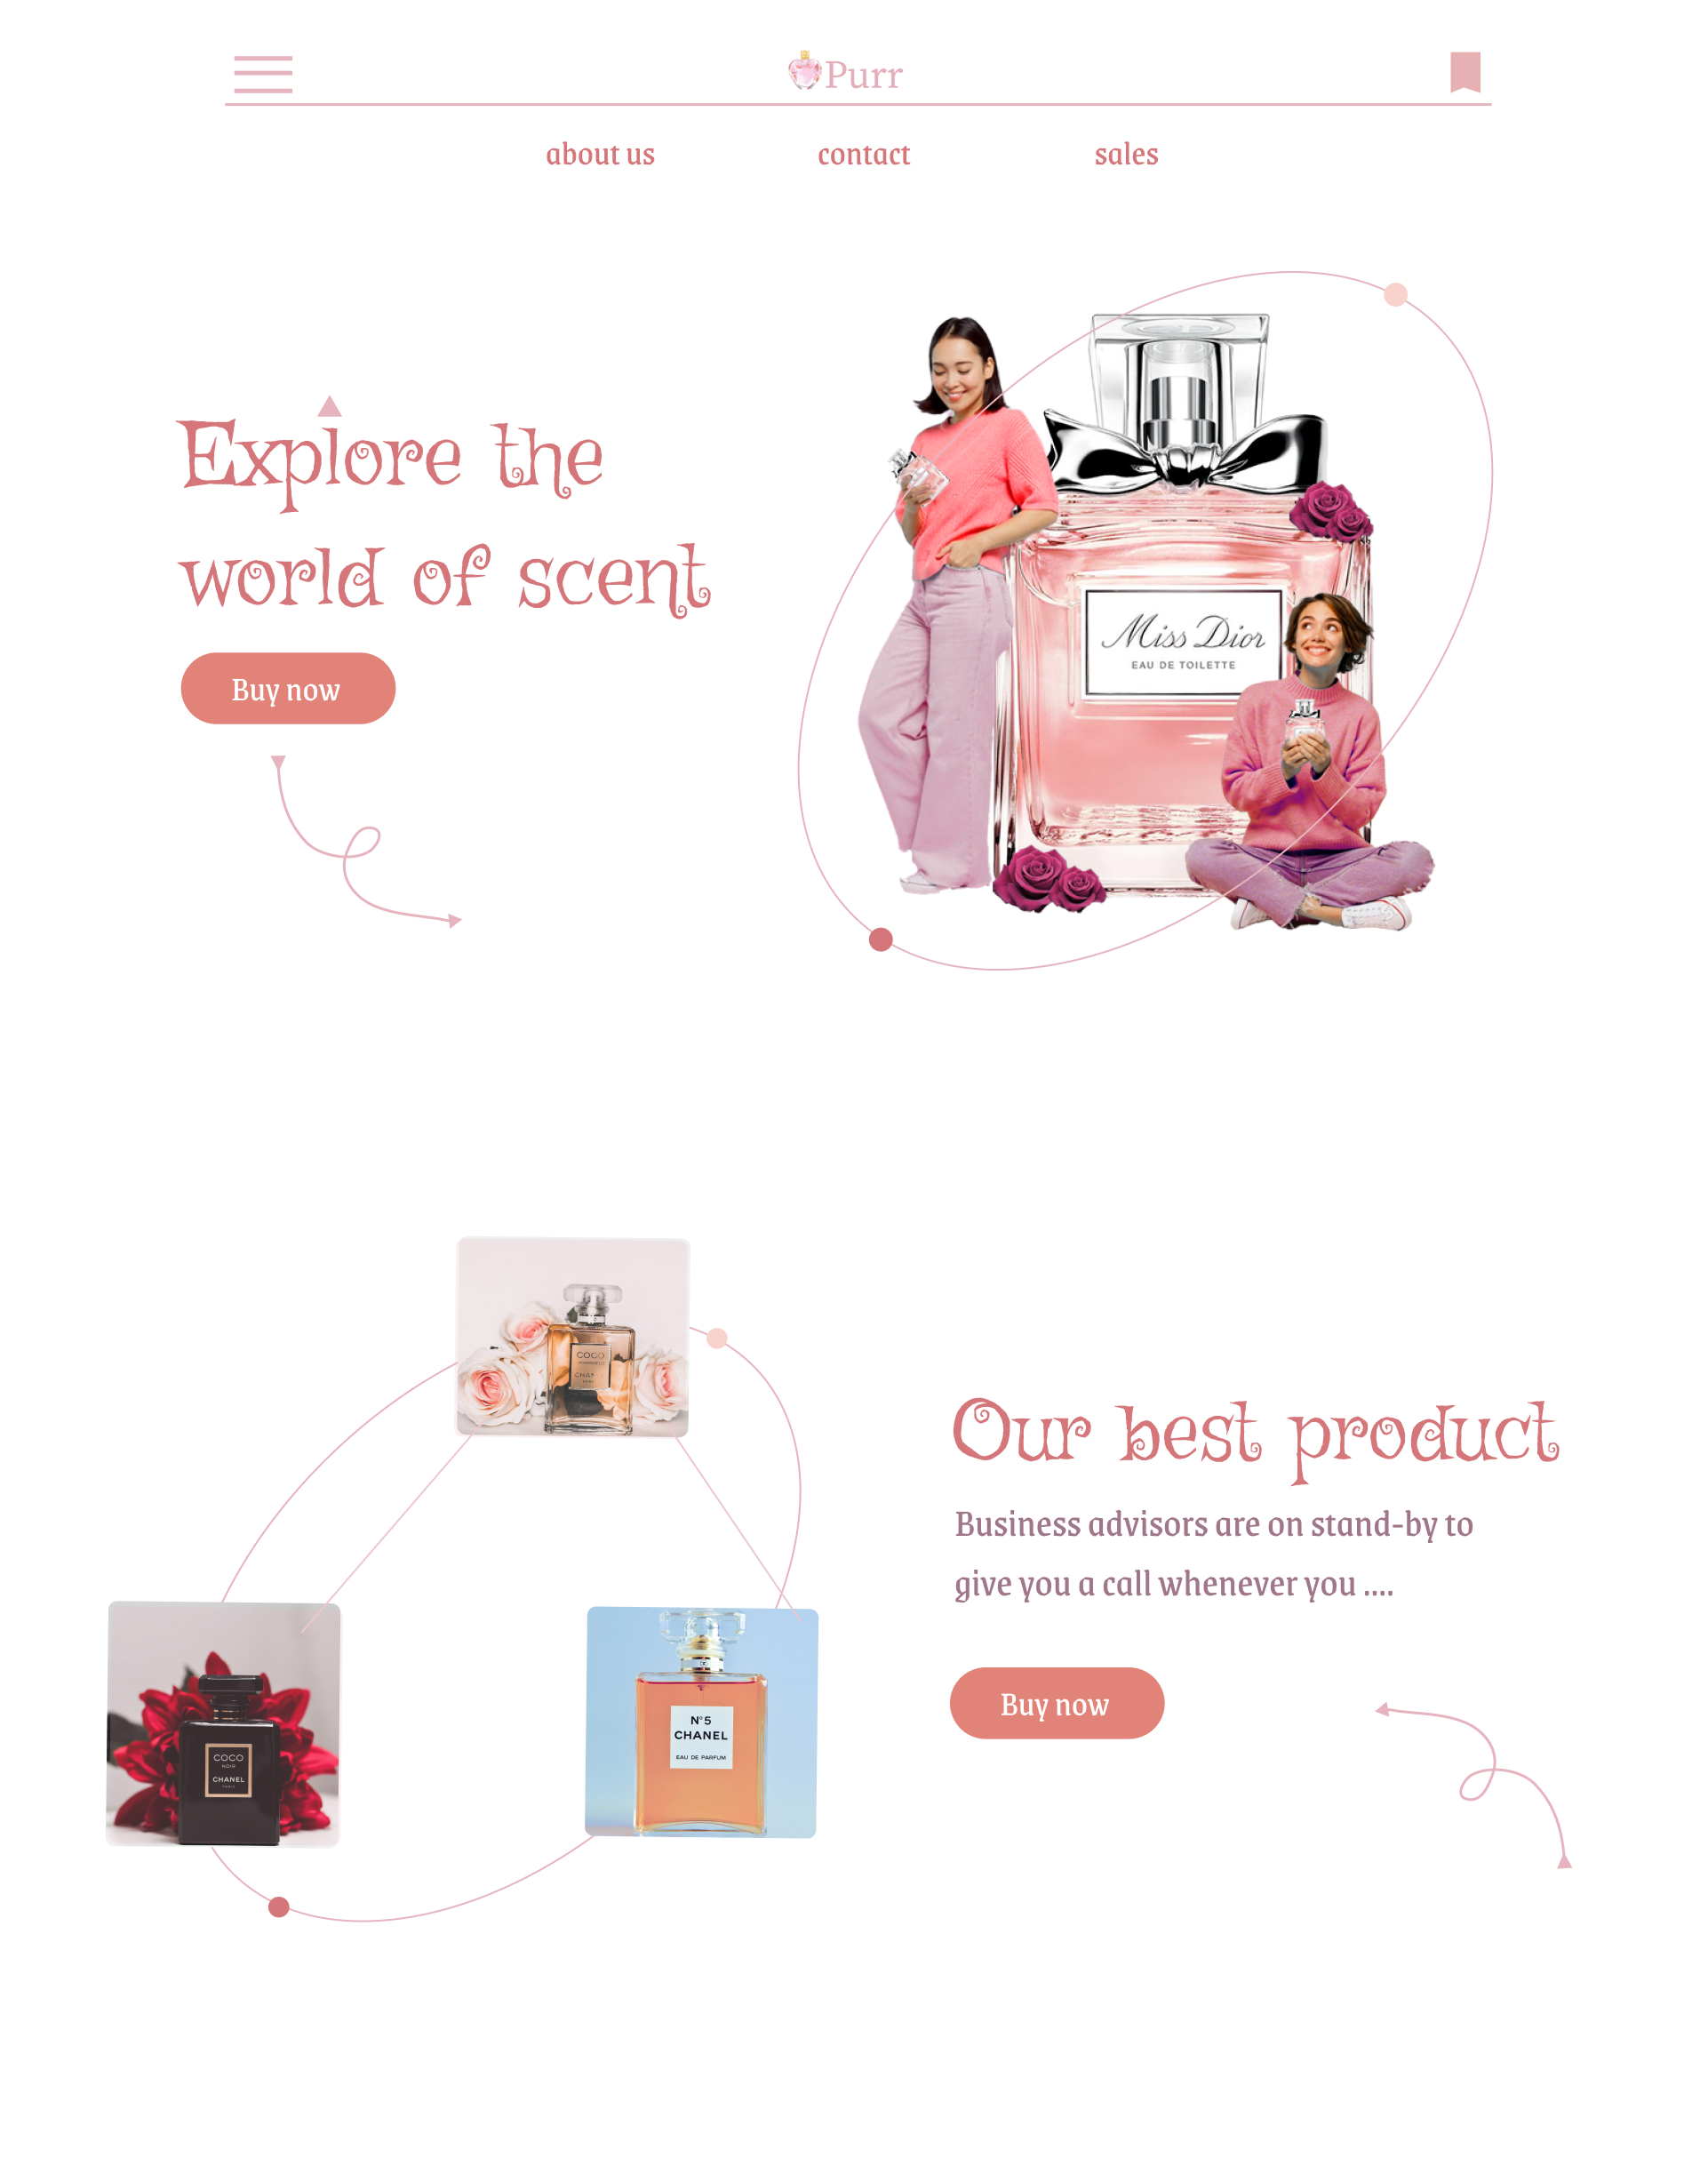 Purr
about us
contact
sales
Explore the
world of scent
Buy now
Miss Dior
EAU DE TOILETTE
COCO
CHANEL
PARIS
Our best product
Business advisors are on stand-by to
give you a call whenever you ....
Buy now
COCO
NOIR
CHANEL
PARIS
N°5
CHANEL
EAU DE PARFUM